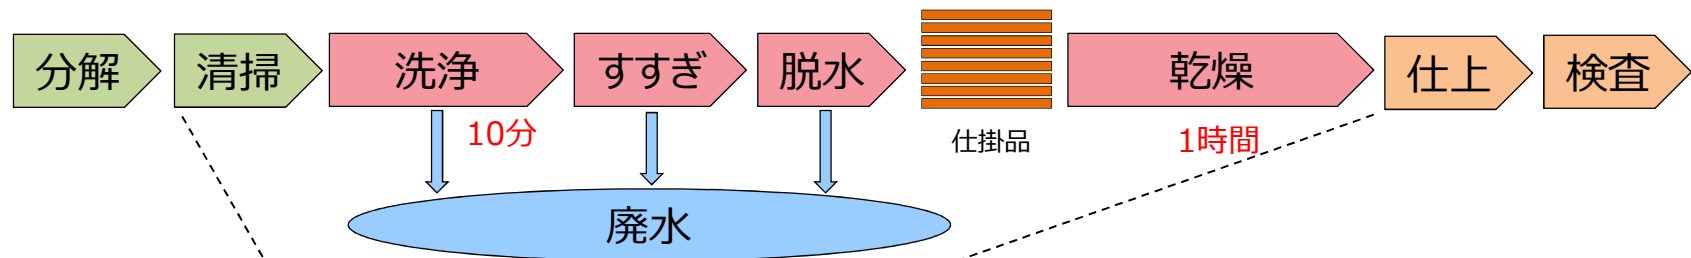 分解
清掃
洗浄
すすぎ
脱水
乾燥
仕上
検査
10分
仕掛品
1時間
廃水